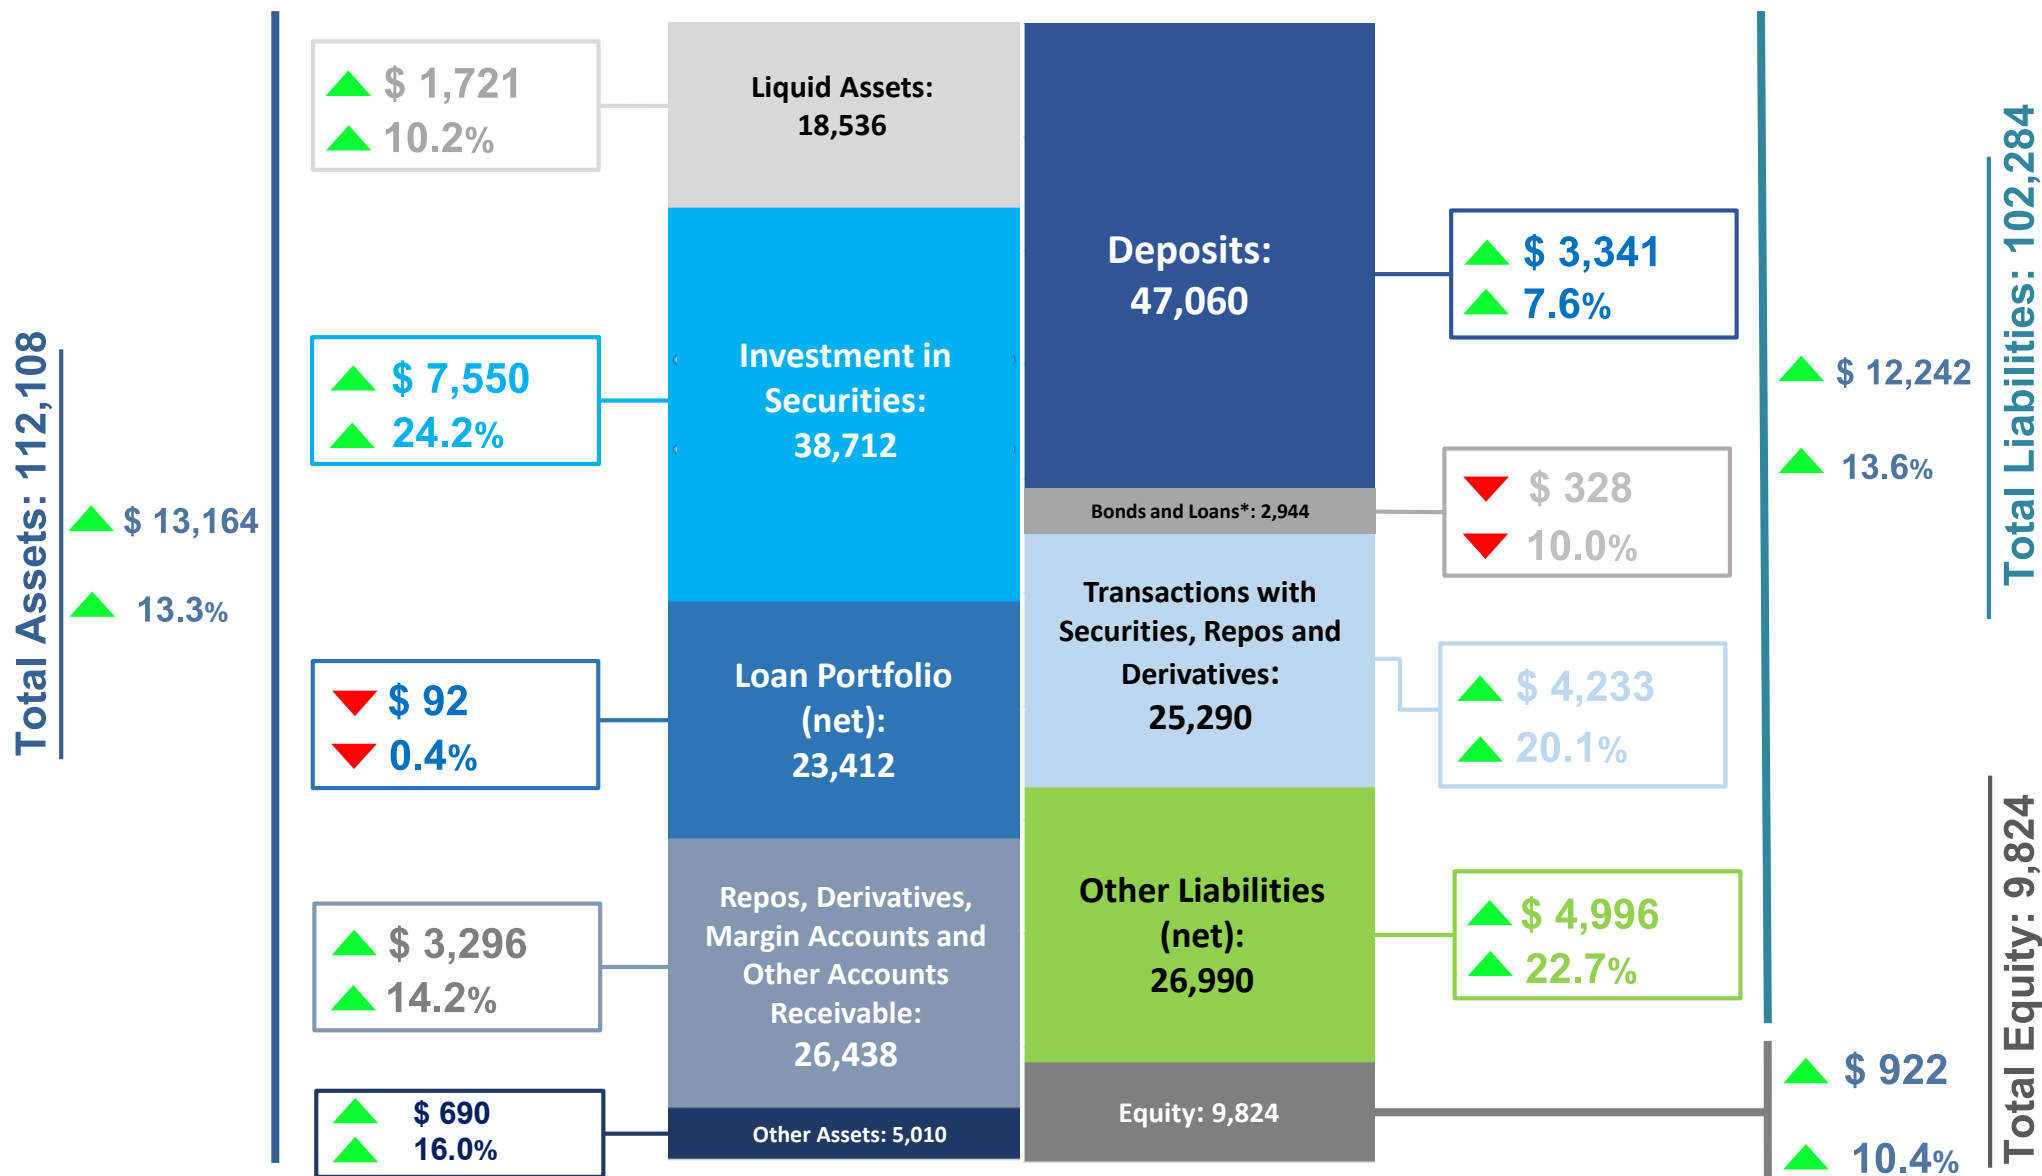 Total Assets: 112,108
$ 13,164
13.3%
$ 1,721
10.2%
$ 7,550
24.2%
$ 92
0.4%
$ 3,296
14.2%
$ 690
16.0%
Liquid Assets:
18,536
Investment in
Securities:
38,712
Loan Portfolio
(net):
23,412
Repos, Derivatives,
Margin Accounts and
Other Accounts
Receivable:
26,438
Other Assets: 5,010
Deposits:
47,060
Bonds and Loans*: 2,944
Transactions with
Securities, Repos and
Derivatives:
25,290
Other Liabilities
(net):
26,990
Equity: 9,824
$ 3,341
7.6%
$ 328
10.0%
$ 4,233
20.1%
$ 4,996
22.7%
$ 12,242
13.6%
$ 922
10.4%
Total Liabilities: 102,284
Total Equity: 9,824